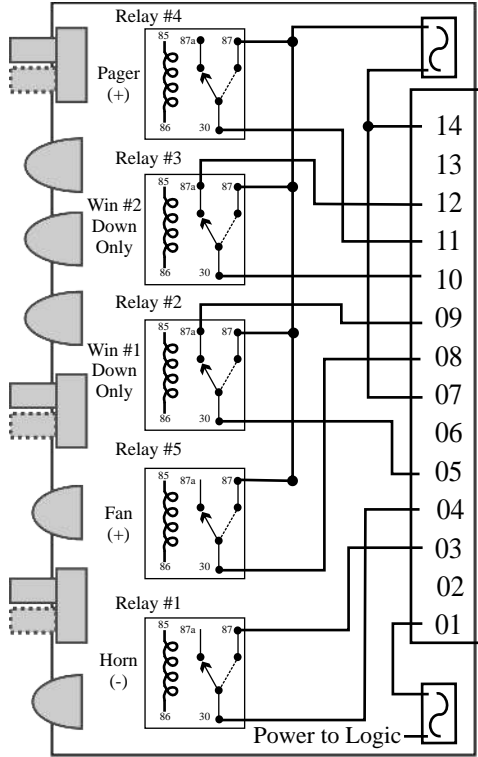 Relay #4
85
87a
87
Pager
(+)
86
30
Relay #3
85
87a
87
Win #2
Down
Only
86
30
Relay #2
85
87a
87
Win #1
Down
Only
86
30
Relay #5
85
87a
87
Fan
(+)
86
30
Relay #1
85
87a
87
Horn
(-)
86
30
Power to Logic
14
13
12
11
10
09
08
07
06
05
04
03
02
01